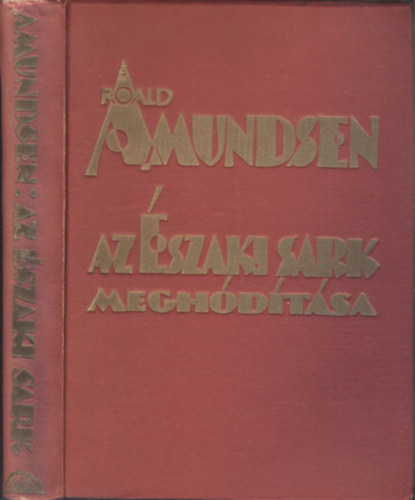 AMUNDSEN: AZ ÉSZAKI SARK
ROALD
AMUNDSEN
AZ ÉSZAKI SARK
MEGHÓDÍTÁSA